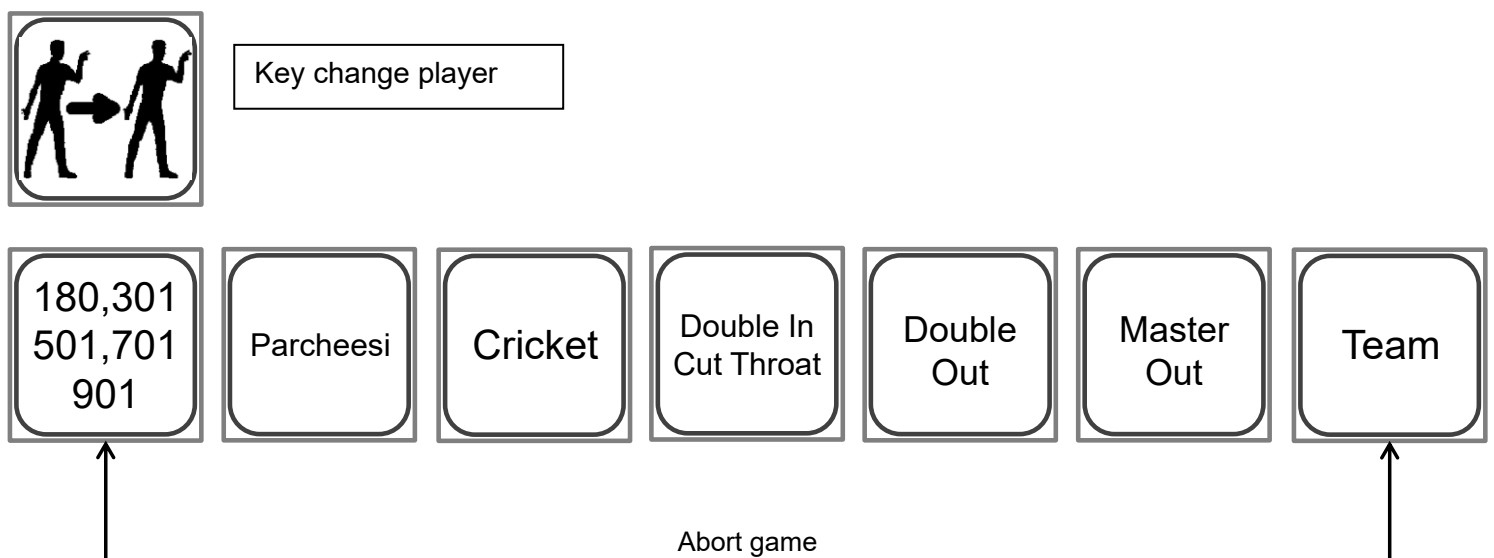 Key change player
180,301
501,701
901
Parcheesi
Cricket
Double In
Cut Throat
Double
Out
Master
Out
Team
Abort game